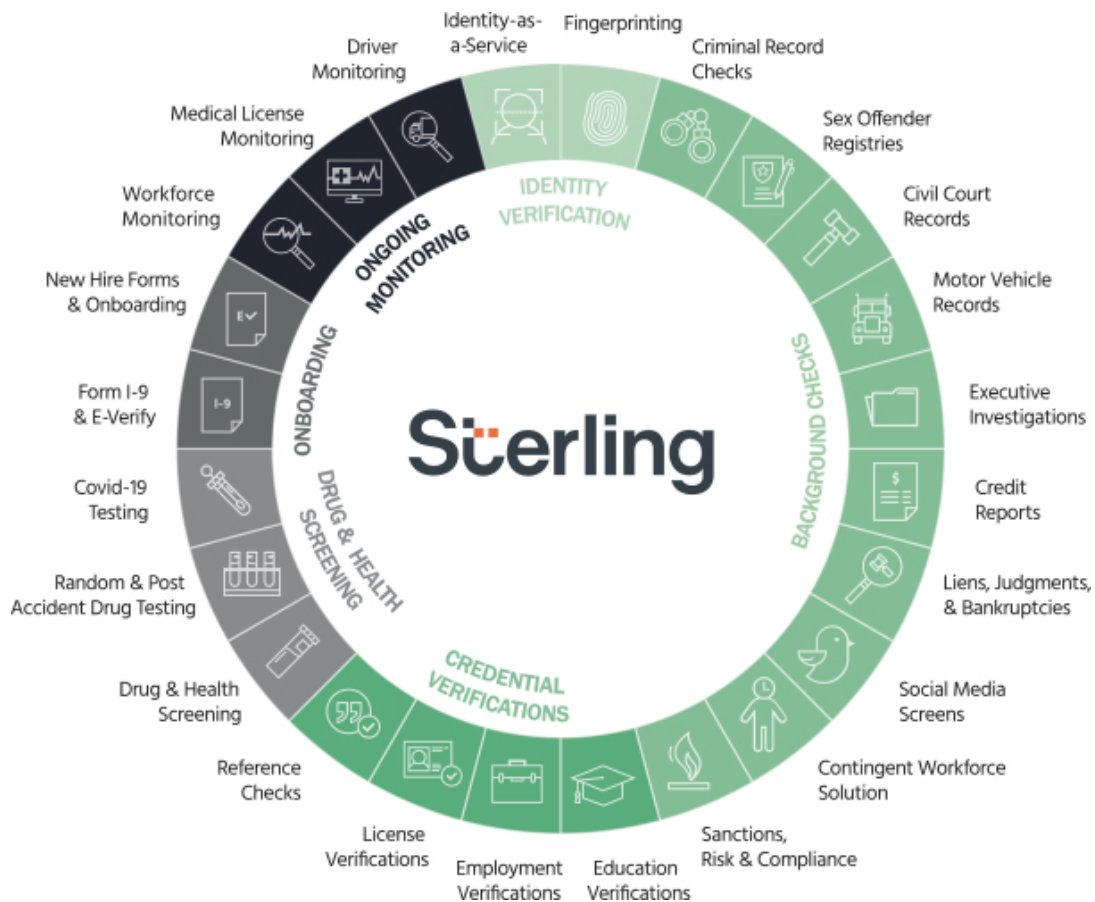 Identity-as-
a-Service
Fingerprinting
Criminal Record
Checks
Sex Offender
Registries
Civil Court
Records
Motor Vehicle
Records
Executive
Investigations
Credit
Reports
Liens, Judgments,
& Bankruptcies
Social Media
Screens
Contingent Workforce
Solution
Sanctions,
Risk & Compliance
Education
Verifications
Employment
Verifications
License
Verifications
Reference
Checks
Drug & Health
Screening
Random & Post
Accident Drug Testing
Covid-19
Testing
Form I-9
& E-Verify
New Hire Forms
& Onboarding
Workforce
Monitoring
Medical License
Monitoring
Driver
Monitoring
IDENTITY
VERIFICATION
BACKGROUND CHECKS
CREDENTIAL
VERIFICATIONS
DRUG & HEALTH
SCREENING
ONBOARDING
ONGOING
MONITORING
Sterling
$
I-9
E✓